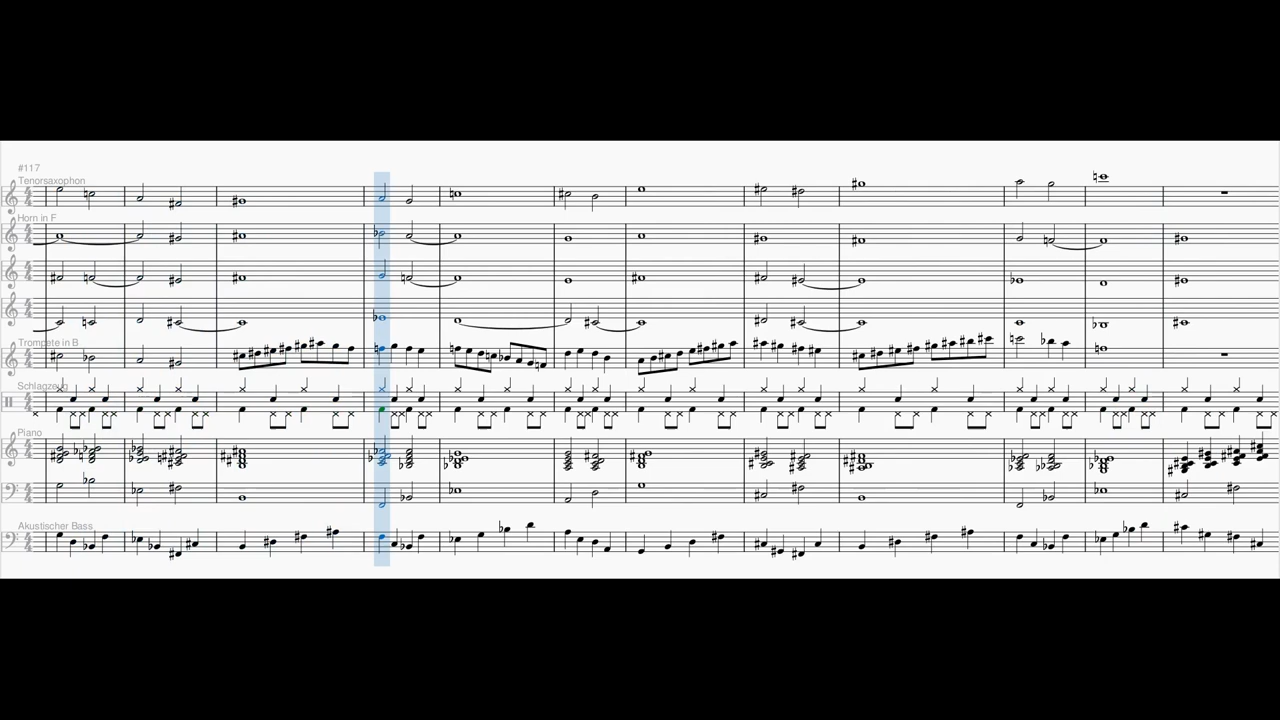 #117
Tenorsaxophon
Horn in F
Trompete in B
Schlagzeug
Piano
Akustischer Bass